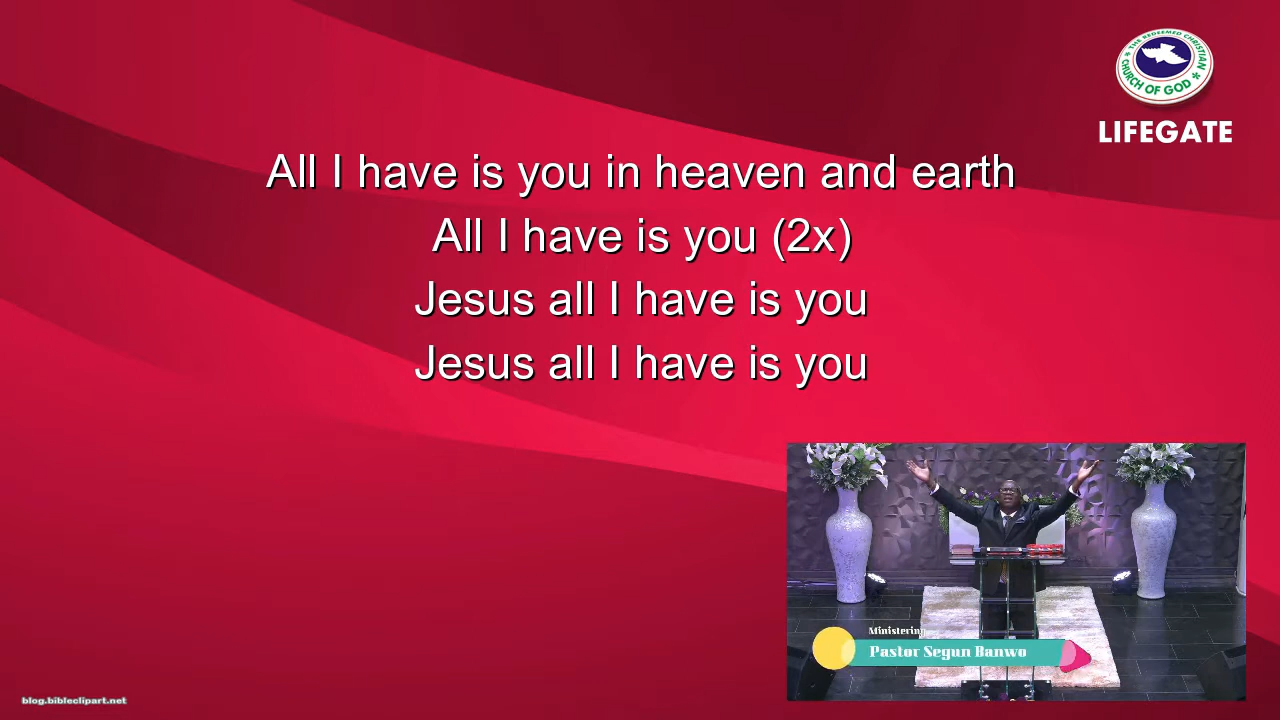 THE REDEEMED CHRISTIAN
CHURCH OF GOD
LIFEGATE
All I have is you in heaven and earth
All I have is you (2x)
Jesus all I have is you
Jesus all I have is you
Ministering
Pastor Segun Banwo
blog.bibleclipart.net